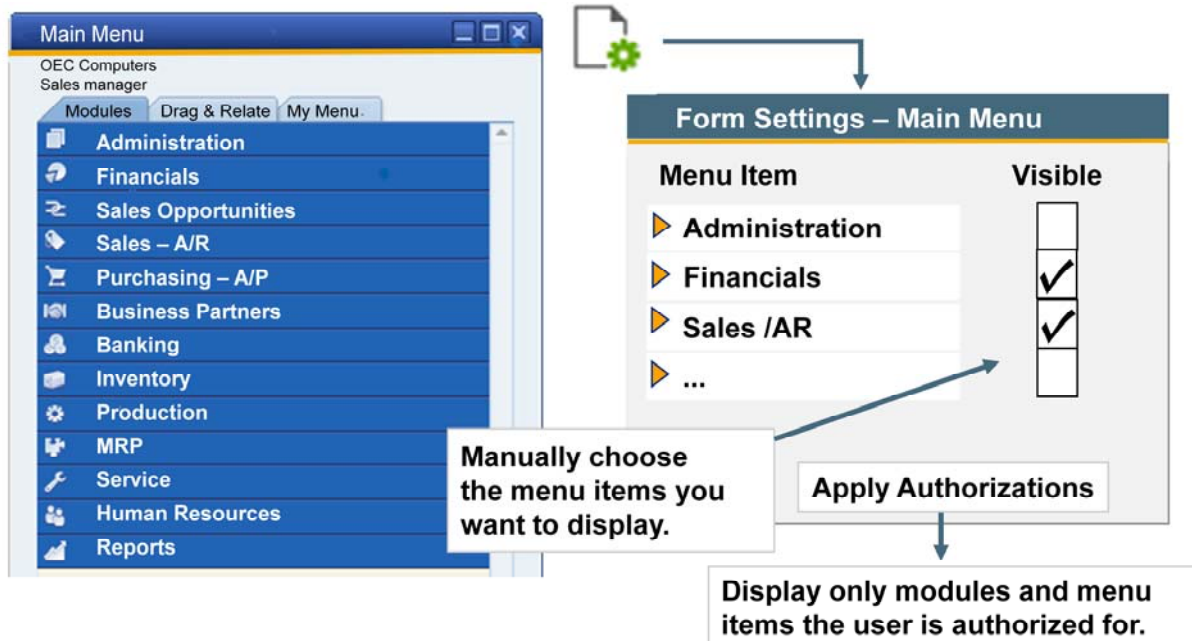 Main Menu
OEC Computers
Sales manager
Modules Drag & Relate My Menu
Administration
Financials
Sales Opportunities
Sales – A/R
Purchasing – A/P
Business Partners
Banking
Inventory
Production
MRP
Service
Human Resources
Reports
Form Settings – Main Menu
Menu Item Visible
Administration
Financials
Sales /AR
...
Manually choose
the menu items you
want to display.
Apply Authorizations
Display only modules and menu
items the user is authorized for.